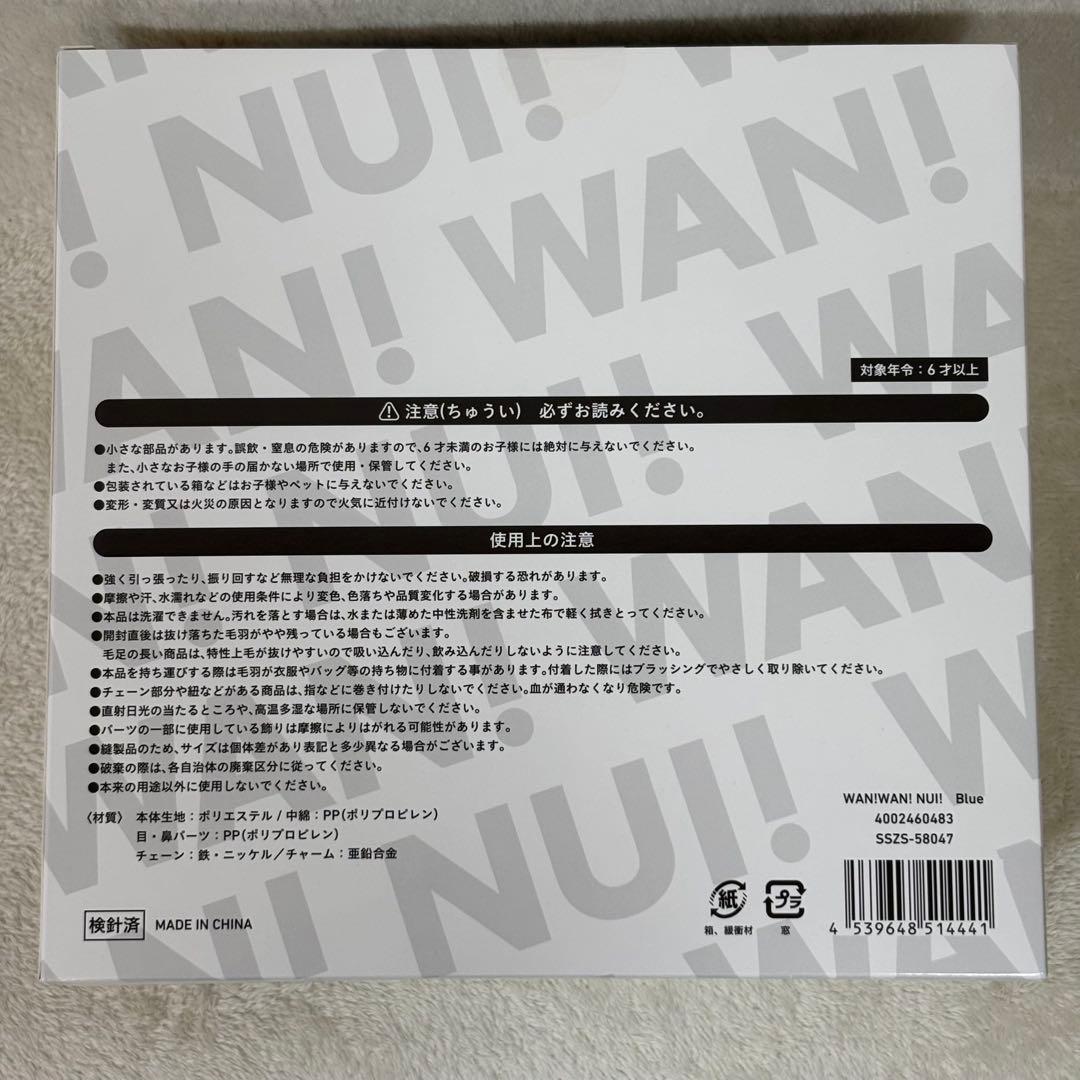 NUI! WAN!
! NUI! WAN!
WAN! WAN!
対象年令：6才以上
⚠注意(ちゅうい)　必ずお読みください。
●小さな部品があります。誤飲・窒息の危険がありますので、6才未満のお子様には絶対に与えないでください。
また、小さなお子様の手の届かない場所で使用・保管してください。
●包装されている箱などはお子様やペットに与えないでください。
●変形・変質又は火災の原因となりますので火気に近付けないでください。
使用上の注意
●強く引っ張ったり、振り回すなど無理な負担をかけないでください。破損する恐れがあります。
●摩擦や汗、水濡れなどの使用条件により変色、色落ちや品質変化する場合があります。
●本品は洗濯できません。汚れを落とす場合は、水または薄めた中性洗剤を含ませた布で軽く拭きとってください。
●開封直後は抜け落ちた毛羽がやや残っている場合もございます。
毛足の長い商品は、特性上毛が抜けやすいので吸い込んだり、飲み込んだりしないように注意してください。
●本品を持ち運びする際は毛羽が衣服やバッグ等の持ち物に付着する事があります。付着した際にはブラッシングでやさしく取り除いてください。
●チェーン部分や紐などがある商品は、指などに巻き付けたりしないでください。血が通わなくなり危険です。
●直射日光の当たるところや、高温多湿な場所に保管しないでください。
●パーツの一部に使用している飾りは摩擦によりはがれる可能性があります。
●縫製品のため、サイズは個体差があり表記と多少異なる場合がございます。
●破棄の際は、各自治体の廃棄区分に従ってください。
●本来の用途以外に使用しないでください。
〈材質〉 本体生地：ポリエステル / 中綿：PP(ポリプロピレン)
目・鼻パーツ：PP(ポリプロピレン)
チェーン：鉄・ニッケル／チャーム：亜鉛合金
WAN!WAN! NUI!　Blue
4002460483
SSZS-58047
検針済 MADE IN CHINA
紙 プラ
箱、緩衝材 窓
4 539648 514441